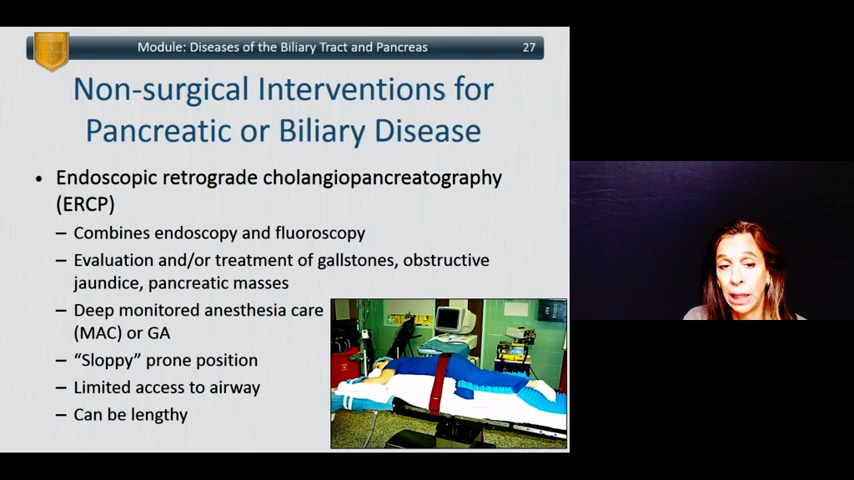 Module: Diseases of the Biliary Tract and Pancreas 27
Non-surgical Interventions for
Pancreatic or Biliary Disease
• Endoscopic retrograde cholangiopancreatography
(ERCP)
– Combines endoscopy and fluoroscopy
– Evaluation and/or treatment of gallstones, obstructive
jaundice, pancreatic masses
– Deep monitored anesthesia care
(MAC) or GA
– “Sloppy” prone position
– Limited access to airway
– Can be lengthy